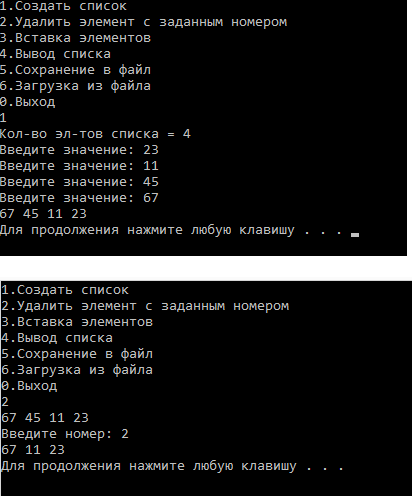 1.Создать список
2.Удалить элемент с заданным номером
3.Вставка элементов
4.Вывод списка
5.Сохранение в файл
6.Загрузка из файла
0.Выход
1
Кол-во эл-тов списка = 4
Введите значение: 23
Введите значение: 11
Введите значение: 45
Введите значение: 67
67 45 11 23
Для продолжения нажмите любую клавишу . . .
1.Создать список
2.Удалить элемент с заданным номером
3.Вставка элементов
4.Вывод списка
5.Сохранение в файл
6.Загрузка из файла
0.Выход
2
67 45 11 23
Введите номер: 2
67 11 23
Для продолжения нажмите любую клавишу . . .